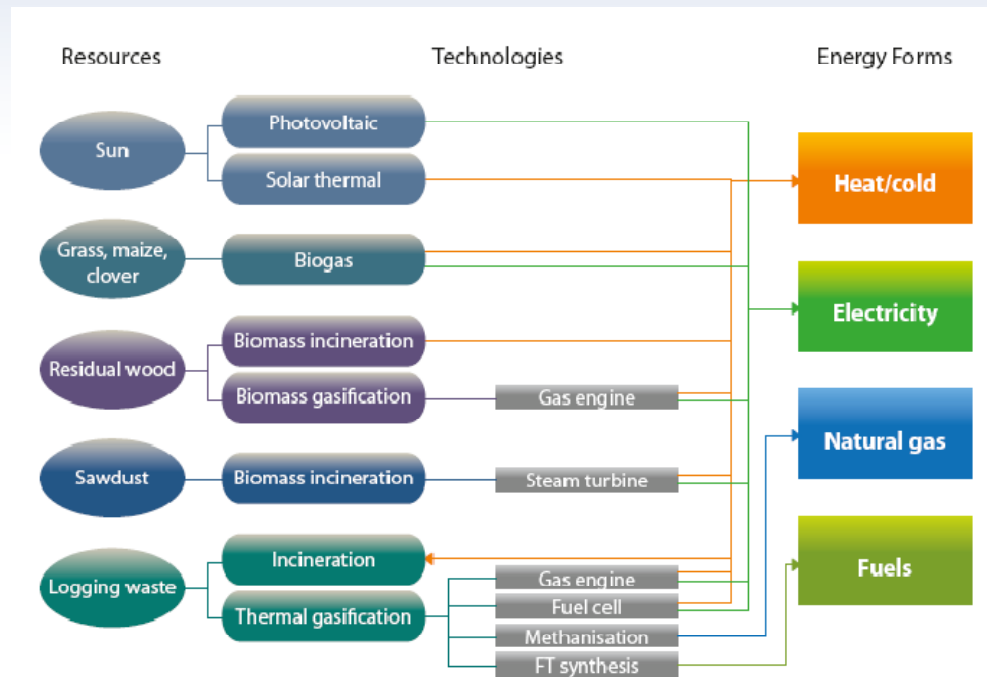 Resources
Technologies
Energy Forms
Sun
Photovoltaic
Solar thermal
Heat/cold
Grass, maize,
clover
Biogas
Electricity
Residual wood
Biomass incineration
Biomass gasification
Gas engine
Natural gas
Sawdust
Biomass incineration
Steam turbine
Logging waste
Incineration
Thermal gasification
Gas engine
Fuel cell
Methanisation
FT synthesis
Fuels